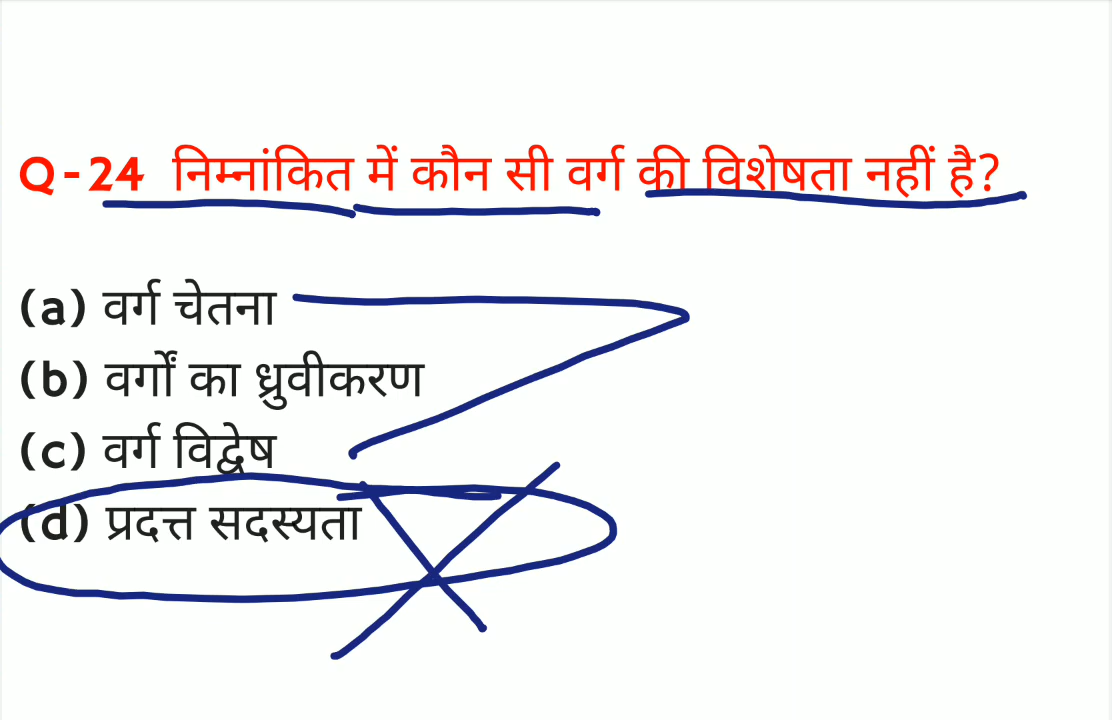 Q-24 निम्नांकित में कौन सी वर्ग की विशेषता नहीं है?
(a) वर्ग चेतना
(b) वर्गों का ध्रुवीकरण
(c) वर्ग विद्वेष
(d) प्रदत्त सदस्यता